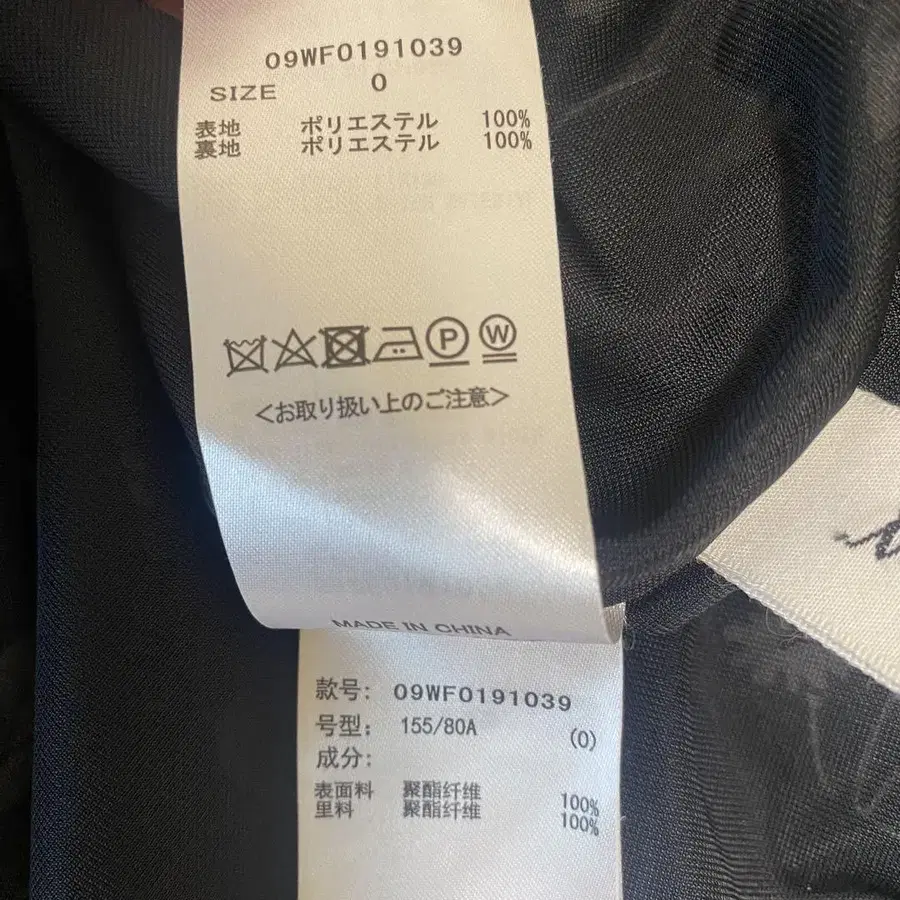 09WF0191039
SIZE 0
表地 ポリエステル 100%
裏地 ポリエステル 100%
P W
<お取り扱い上のご注意>
MADE IN CHINA
款号: 09WF0191039
号型: 155/80A (0)
成分:
表面料 聚酯纤维 100%
里料 聚酯纤维 100%